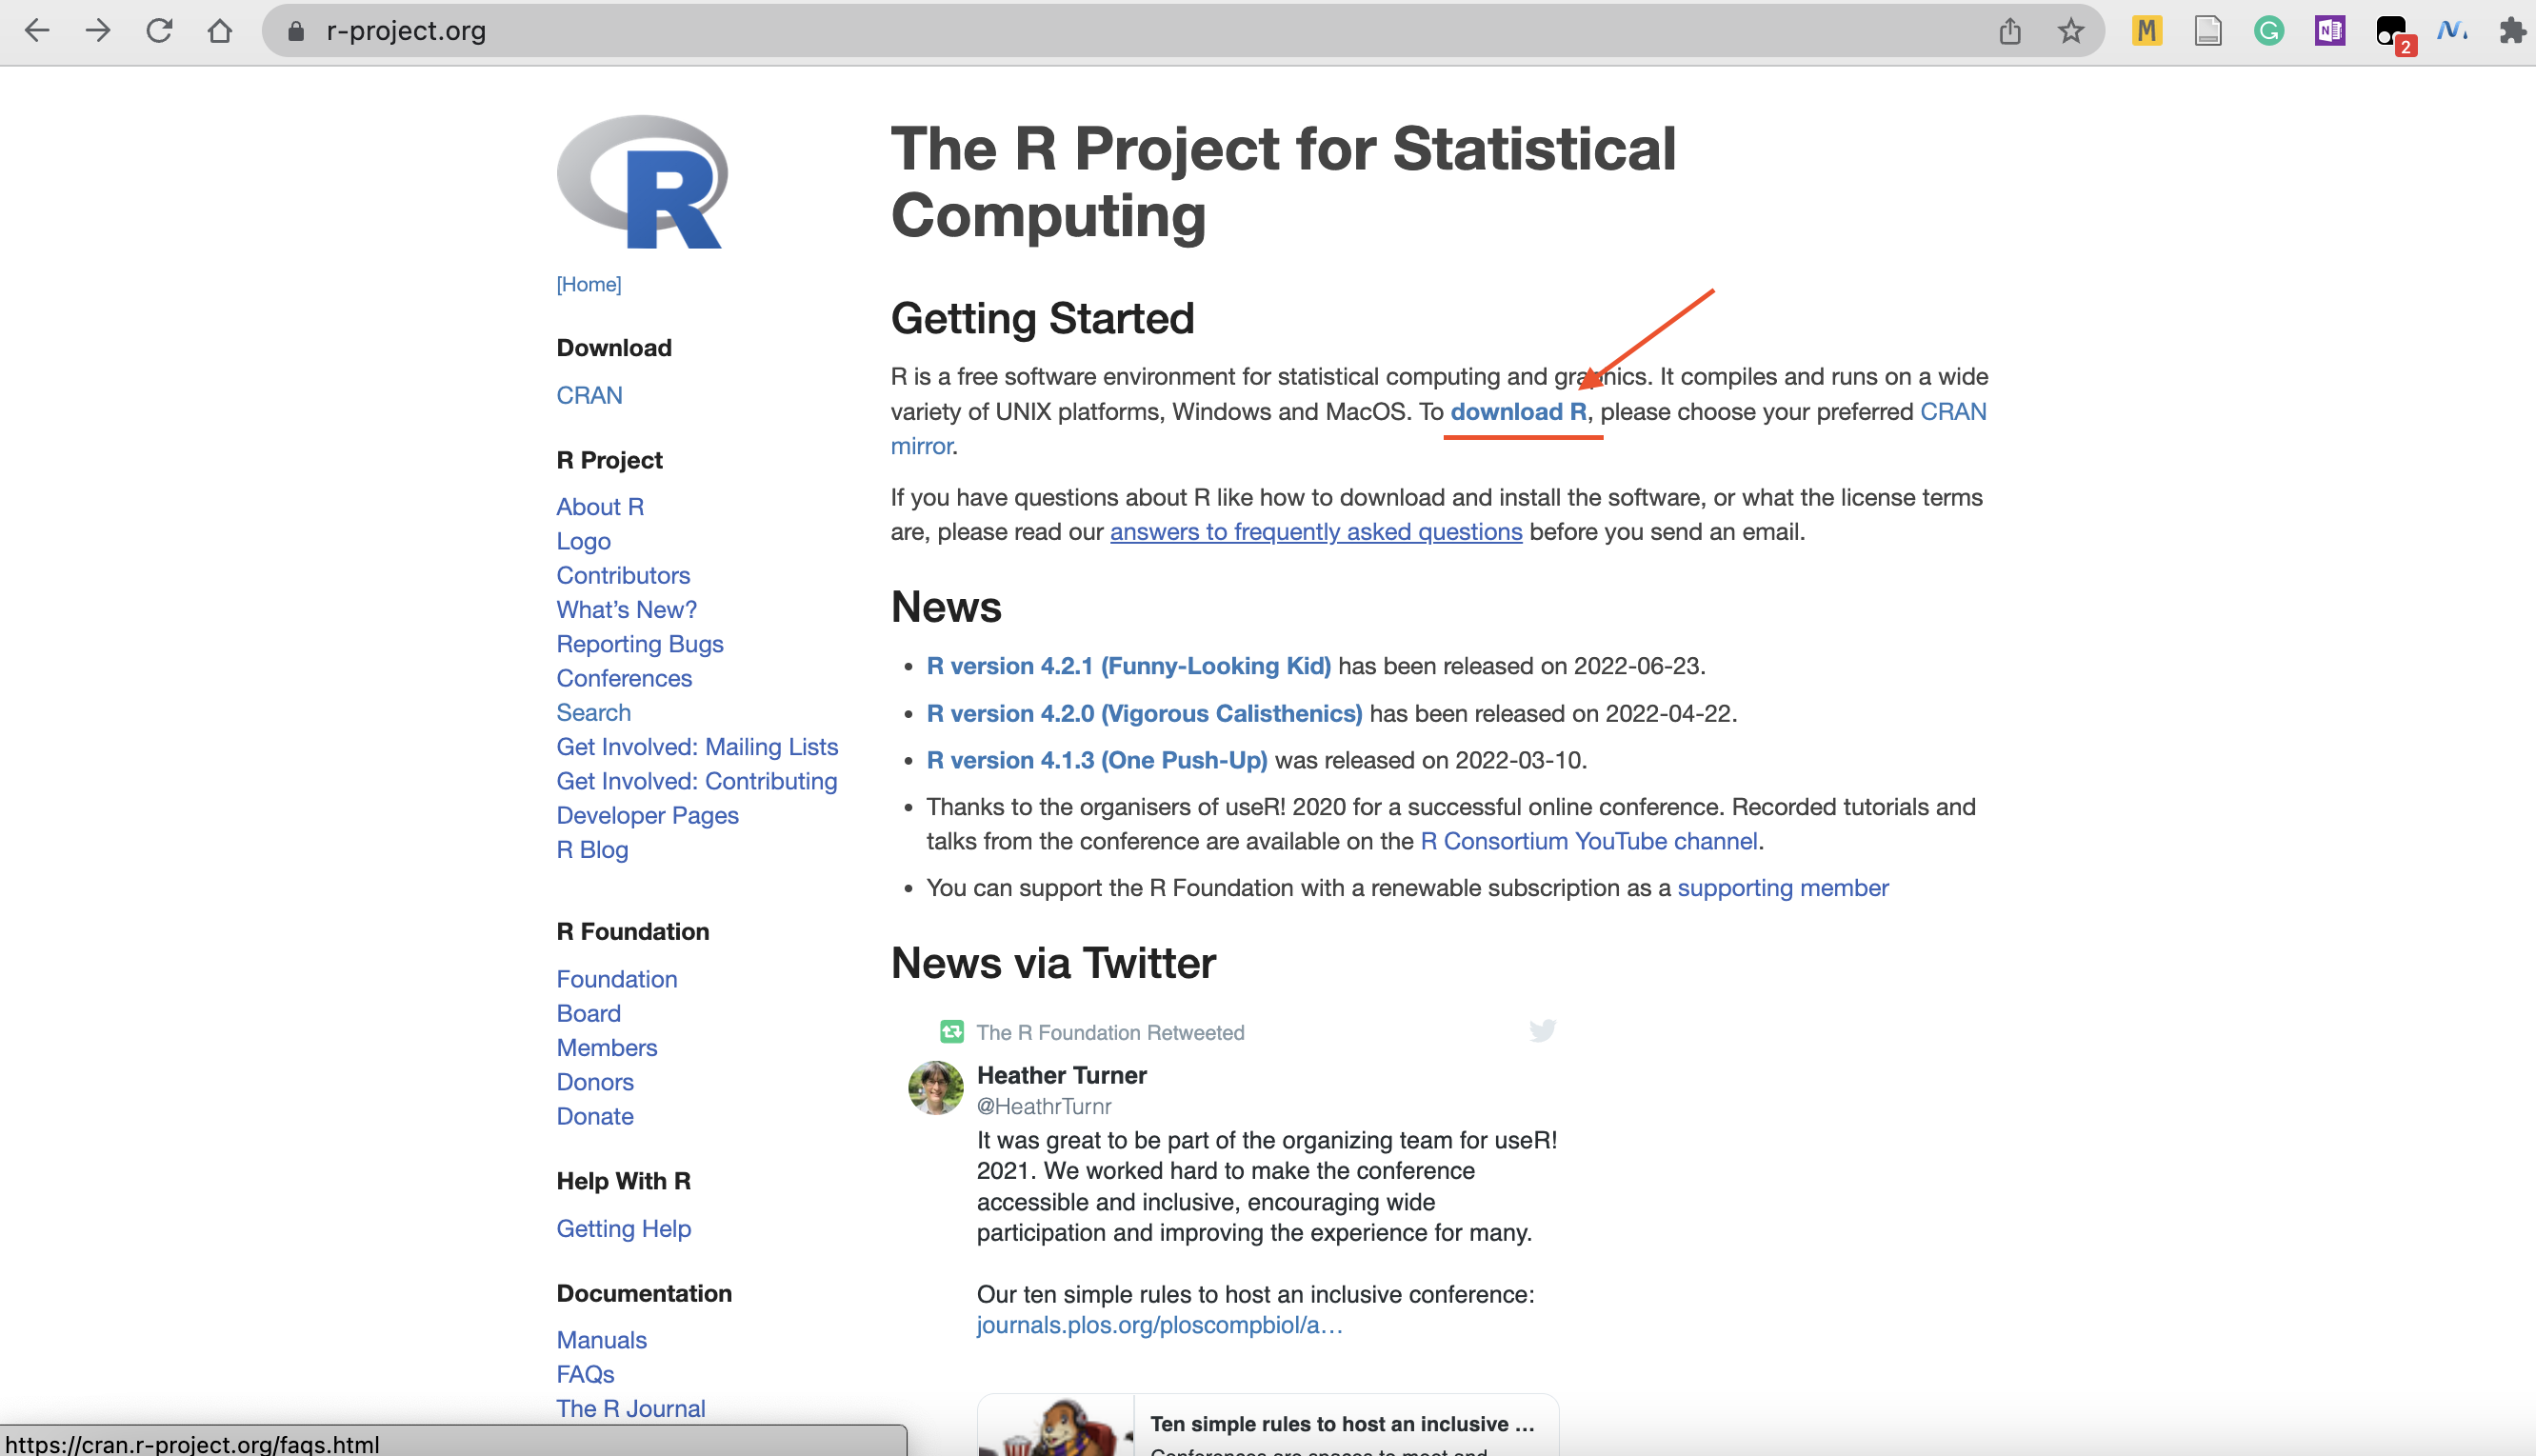 r-project.org
M
G
N
2
R
The R Project for Statistical
Computing
[Home]
Download
CRAN
R Project
About R
Logo
Contributors
What's New?
Reporting Bugs
Conferences
Search
Get Involved: Mailing Lists
Get Involved: Contributing
Developer Pages
R Blog
R Foundation
Foundation
Board
Members
Donors
Donate
Help With R
Getting Help
Documentation
Manuals
FAQs
The R Journal
Getting Started
R is a free software environment for statistical computing and graphics. It compiles and runs on a wide
variety of UNIX platforms, Windows and MacOS. To download R, please choose your preferred CRAN
mirror.
If you have questions about R like how to download and install the software, or what the license terms
are, please read our answers to frequently asked questions before you send an email.
News
• R version 4.2.1 (Funny-Looking Kid) has been released on 2022-06-23.
• R version 4.2.0 (Vigorous Calisthenics) has been released on 2022-04-22.
• R version 4.1.3 (One Push-Up) was released on 2022-03-10.
• Thanks to the organisers of useR! 2020 for a successful online conference. Recorded tutorials and
talks from the conference are available on the R Consortium YouTube channel.
• You can support the R Foundation with a renewable subscription as a supporting member
News via Twitter
The R Foundation Retweeted
Heather Turner
@HeathrTurnr
It was great to be part of the organizing team for useR!
2021. We worked hard to make the conference
accessible and inclusive, encouraging wide
participation and improving the experience for many.
Our ten simple rules to host an inclusive conference:
journals.plos.org/ploscompbiol/a…
Ten simple rules to host an inclusive ...
Conferences are spaces to meet and
https://cran.r-project.org/faqs.html